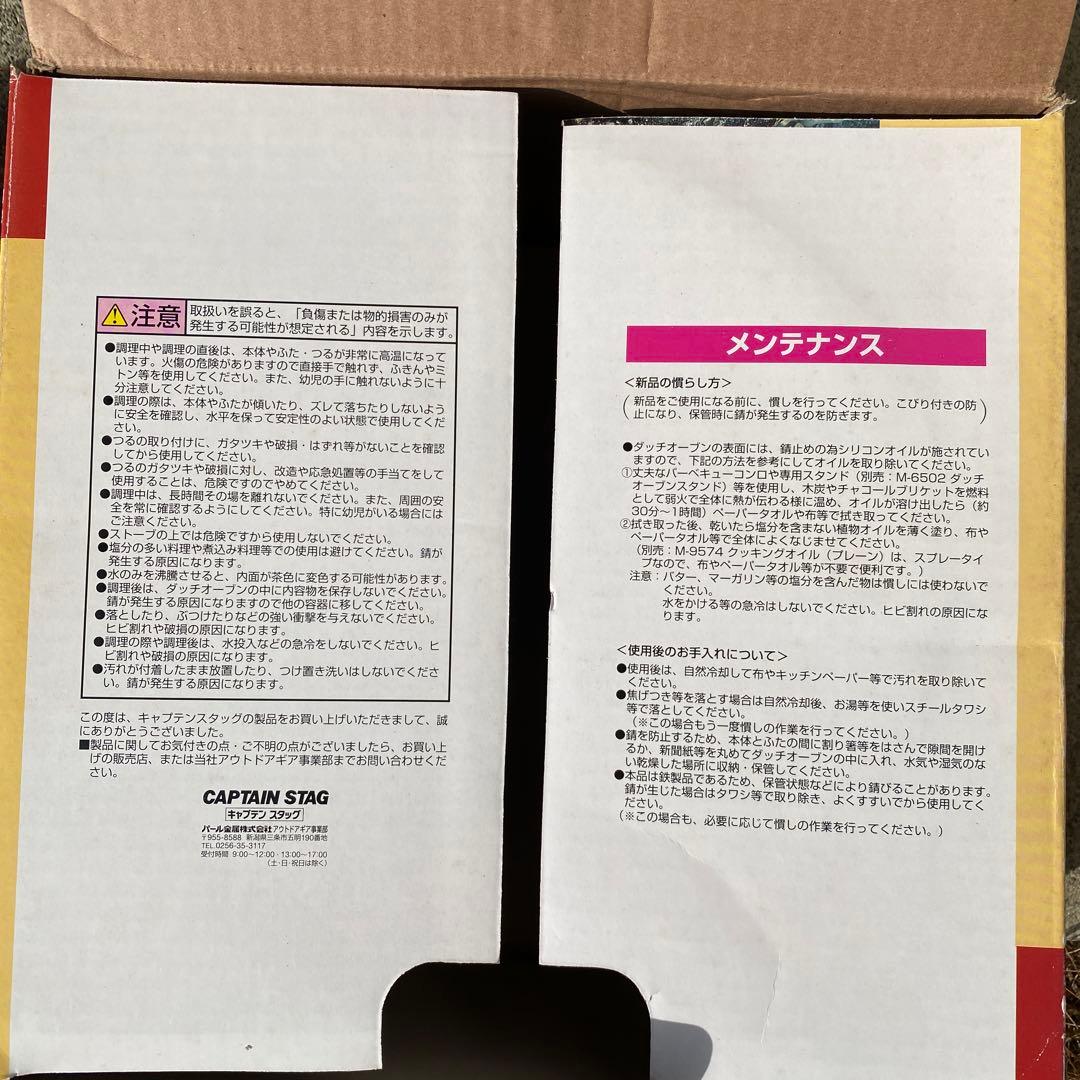 注意
取扱いを誤ると、「負傷または物的損害のみが
発生する可能性が想定される」内容を示します。
●調理中や調理の直後は、本体やふた・つるが非常に高温になって
います。火傷の危険がありますので直接手で触れず、ふきんやミ
トン等を使用してください。また、幼児の手に触れないように十
分注意してください。
●調理の際は、本体やふたが傾いたり、ズレて落ちたりしないよう
に安全を確認し、水平を保って安定性のよい状態で使用してくだ
さい。
●つるの取り付けに、ガタツキや破損・はずれ等がないことを確認
してから使用してください。
●つるのガタツキや破損に対し、改造や応急処置等の手当てをして
使用することは、危険ですのでやめてください。
●調理中は、長時間その場を離れないでください。また、周囲の安
全を常に確認するようにしてください。特に幼児がいる場合には
ご注意ください。
●ストーブの上では危険ですから使用しないでください。
●塩分の多い料理や煮込み料理等での使用は避けてください。錆が
発生する原因になります。
●水のみを沸騰させると、内面が茶色に変色する可能性があります。
●調理後は、ダッチオーブンの中に内容物を保存しないでください。
錆が発生する原因になりますので他の容器に移してください。
●落としたり、ぶつけたりなどの強い衝撃を与えないでください。
ヒビ割れや破損の原因になります。
●調理の際や調理後は、水投入などの急冷をしないでください。ヒ
ビ割れや破損の原因になります。
●汚れが付着したまま放置したり、つけ置き洗いはしないでくださ
い。錆が発生する原因になります。
この度は、キャプテンスタッグの製品をお買い上げいただきまして、誠
にありがとうございました。
■製品に関してお気付きの点・ご不明の点がございましたら、お買い上
げの販売店、または当社アウトドアギア事業部までお問い合わせくだ
さい。
CAPTAIN STAG
キャプテン スタッグ
パール金属株式会社 アウトドアギア事業部
〒955-8588 新潟県三条市五明190番地
TEL.0256-35-3117
受付時間 9:00〜12:00・13:00〜17:00
(土・日・祝日は除く)
メンテナンス
＜新品の慣らし方＞
(新品をご使用になる前に、慣しを行ってください。こびり付きの防
止になり、保管時に錆が発生するのを防ぎます。)
●ダッチオーブンの表面には、錆止めの為シリコンオイルが施されてい
ますので、下記の方法を参考にしてオイルを取り除いてください。
①丈夫なバーベキューコンロや専用スタンド（別売：M-6502 ダッチ
オーブンスタンド）等を使用し、木炭やチャコールブリケットを燃料
として弱火で全体に熱が伝わる様に温め、オイルが溶け出したら（約
30分〜1時間）ペーパータオルや布等で拭き取ってください。
②拭き取った後、乾いたら塩分を含まない植物オイルを薄く塗り、布や
ペーパータオル等で全体によくなじませてください。
（別売：M-9574 クッキングオイル（プレーン）は、スプレータイ
プなので、布やペーパータオル等が不要で便利です。）
注意：バター、マーガリン等の塩分を含んだ物は慣しには使わないで
ください。
水をかける等の急冷はしないでください。ヒビ割れの原因にな
ります。
＜使用後のお手入れについて＞
●使用後は、自然冷却して布やキッチンペーパー等で汚れを取り除いて
ください。
●焦げつき等を落とす場合は自然冷却後、お湯等を使いスチールタワシ
等で落としてください。
（※この場合もう一度慣しの作業を行ってください。）
●錆を防止するため、本体とふたの間に割り箸等をはさんで隙間を開け
るか、新聞紙等を丸めてダッチオーブンの中に入れ、水気や湿気のな
い乾燥した場所に収納・保管してください。
●本品は鉄製品であるため、保管状態などにより錆びることがあります。
錆が生じた場合はタワシ等で取り除き、よくすすいでから使用してく
ださい。
（※この場合も、必要に応じて慣しの作業を行ってください。）